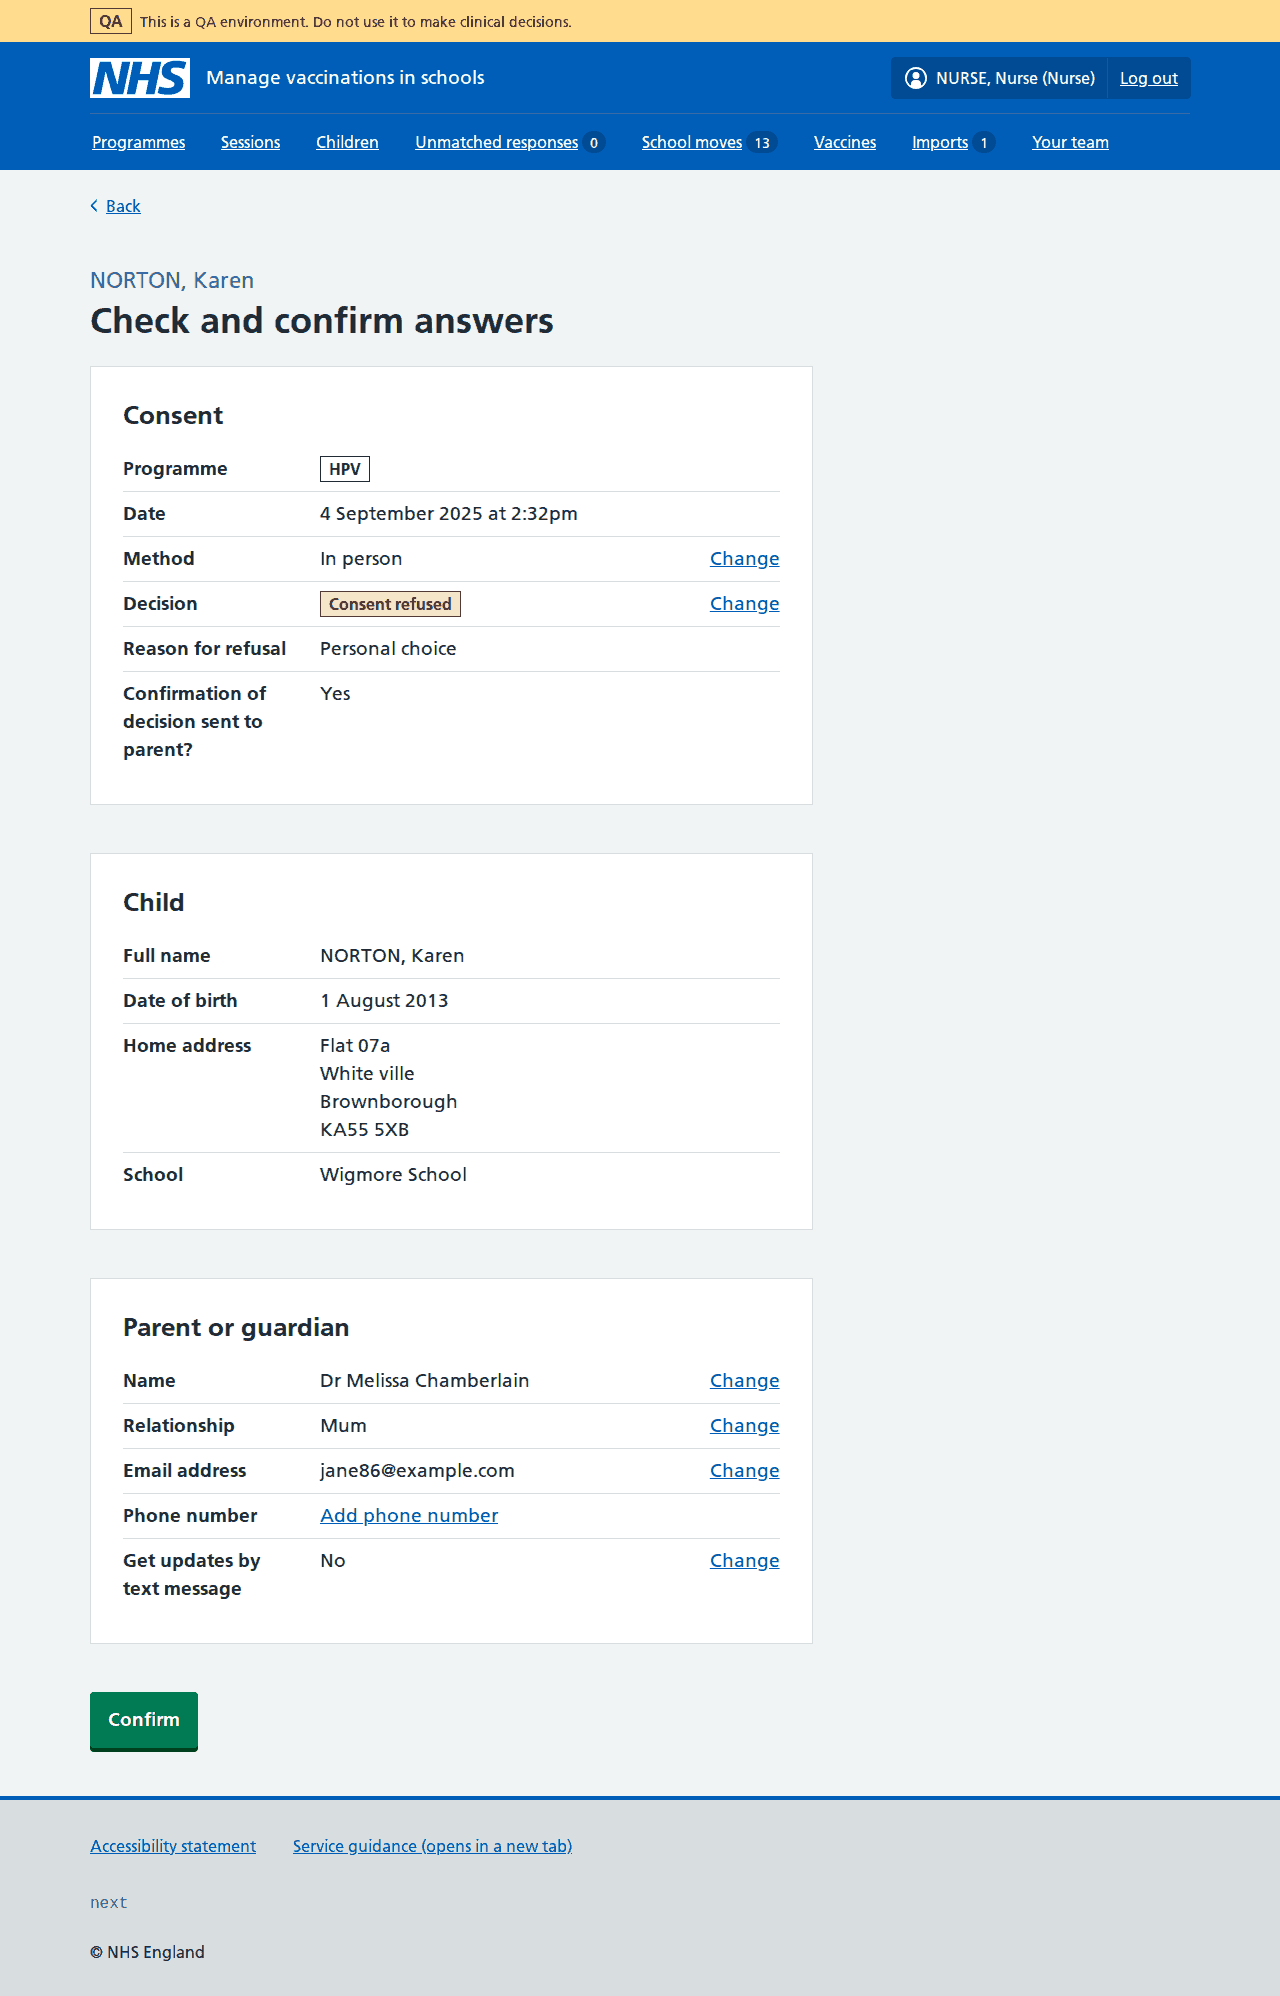 QA This is a QA environment. Do not use it to make clinical decisions.
NHS Manage vaccinations in schools NURSE, Nurse (Nurse) Log out
Programmes Sessions Children Unmatched responses 0 School moves 13 Vaccines Imports 1 Your team
Back
NORTON, Karen
Check and confirm answers
Consent
Programme HPV
Date 4 September 2025 at 2:32pm
Method In person Change
Decision Consent refused Change
Reason for refusal Personal choice
Confirmation of Yes
decision sent to
parent?
Child
Full name NORTON, Karen
Date of birth 1 August 2013
Home address Flat 07a
White ville
Brownborough
KA55 5XB
School Wigmore School
Parent or guardian
Name Dr Melissa Chamberlain Change
Relationship Mum Change
Email address jane86@example.com Change
Phone number Add phone number
Get updates by No Change
text message
Confirm
Accessibility statement Service guidance (opens in a new tab)
next
© NHS England